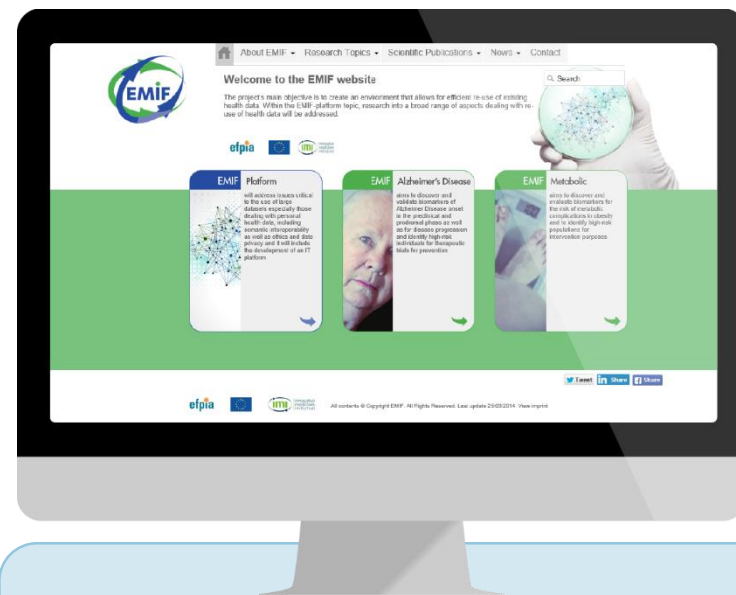 EMIF
About EMIF Research Topics Scientific Publications News Contact
Welcome to the EMIF website
Search
The project's main objective is to create an environment that allows for efficient re-use of existing
health data. Within the EMIF-platform topic, research into a broad range of aspects dealing with re-
use of health data will be addressed.
efpia
imi
EMIF Platform
will address issues critical
to the use of large
datasets especially those
dealing with personal
health data, including
semantic interoperability
as well as ethics and data
privacy and it will include
the development of an IT
platform
EMIF Alzheimer's Disease
aims to discover and
validate biomarkers of
Alzheimer Disease onset
in the preclinical and
prodromal phase as well
as for disease progression
and identify high-risk
individuals for therapeutic
trials for prevention
EMIF Metabolic
aims to discover and
evaluate biomarkers for
the risk of metabolic
complications in obesity
and to identify high-risk
populations for
intervention purposes
Tweet in Share f Share
efpia
imi
All contents © Copyright EMIF. All Rights Reserved. Last update 25/03/2014. View imprint